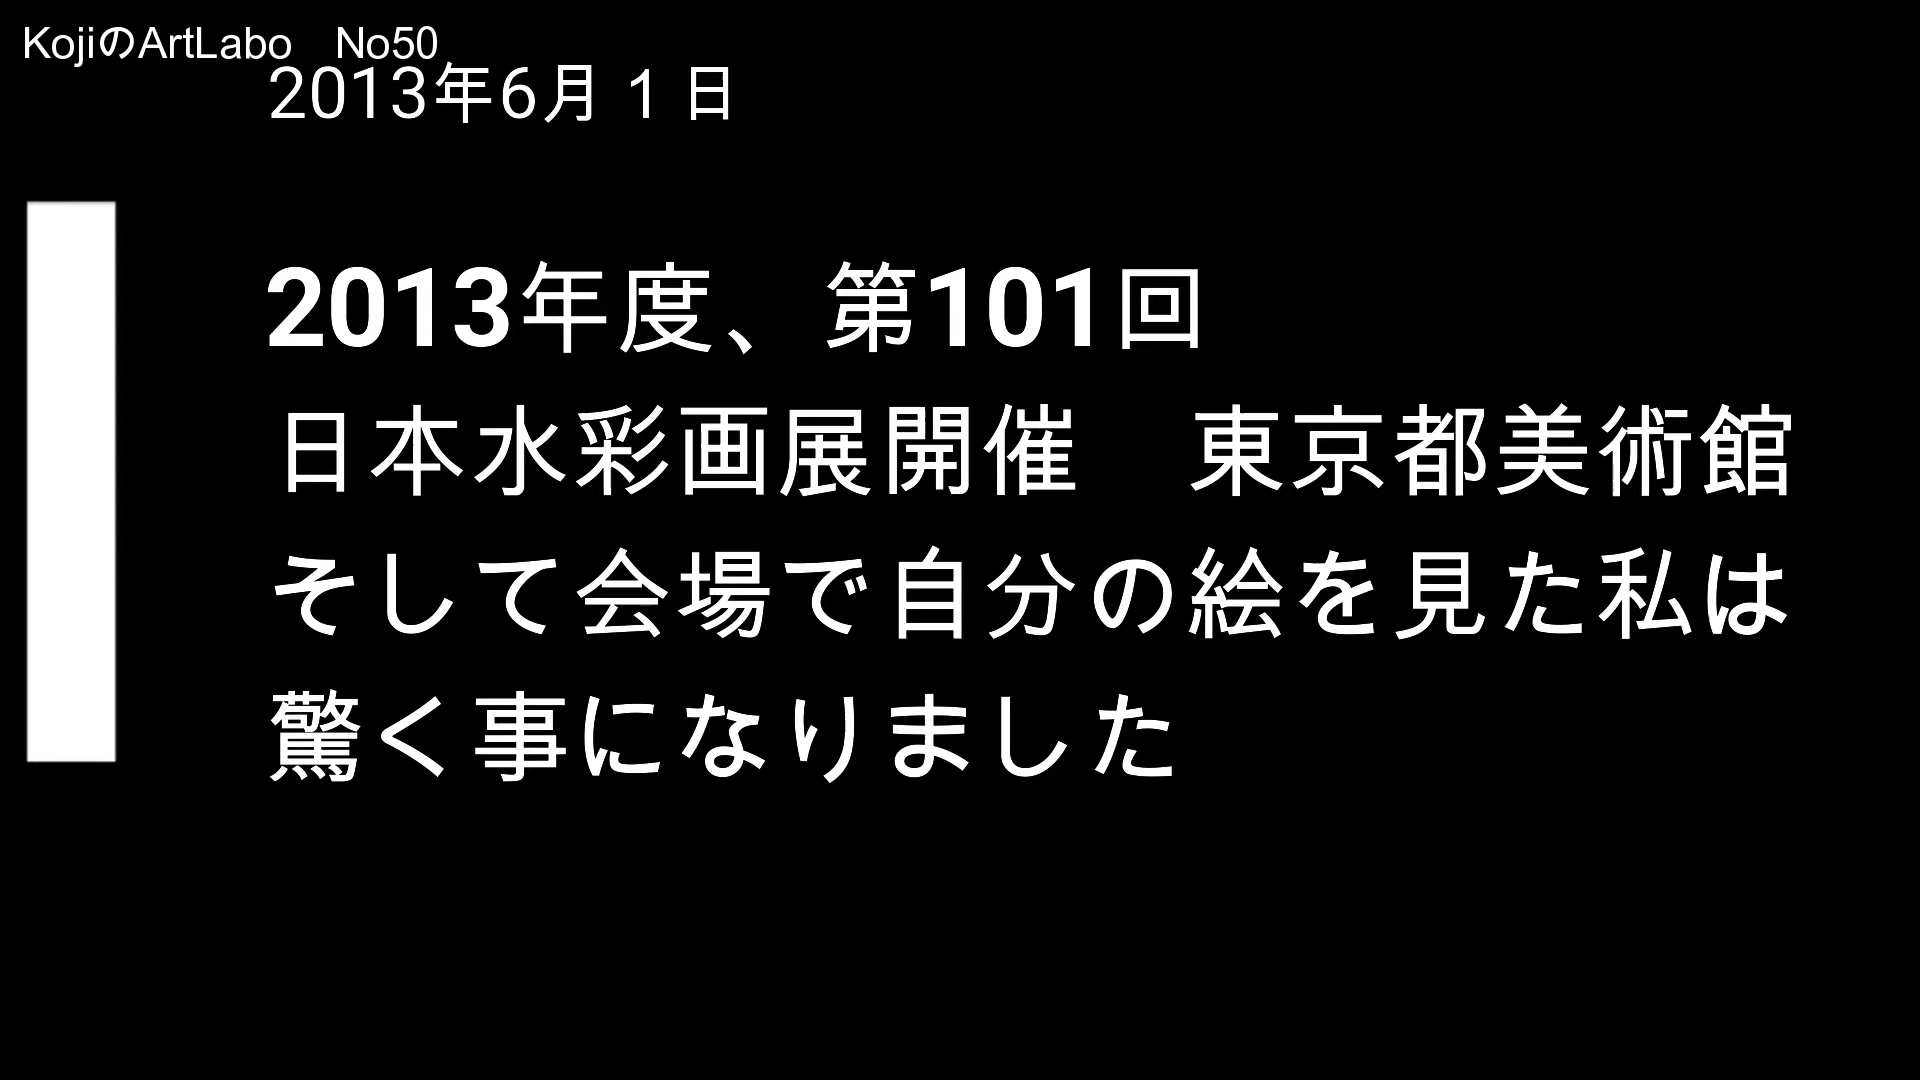 KojiのArtLabo　No50
2013年6月１日
2013年度、第101回
日本水彩画展開催　東京都美術館
そして会場で自分の絵を見た私は
驚く事になりました